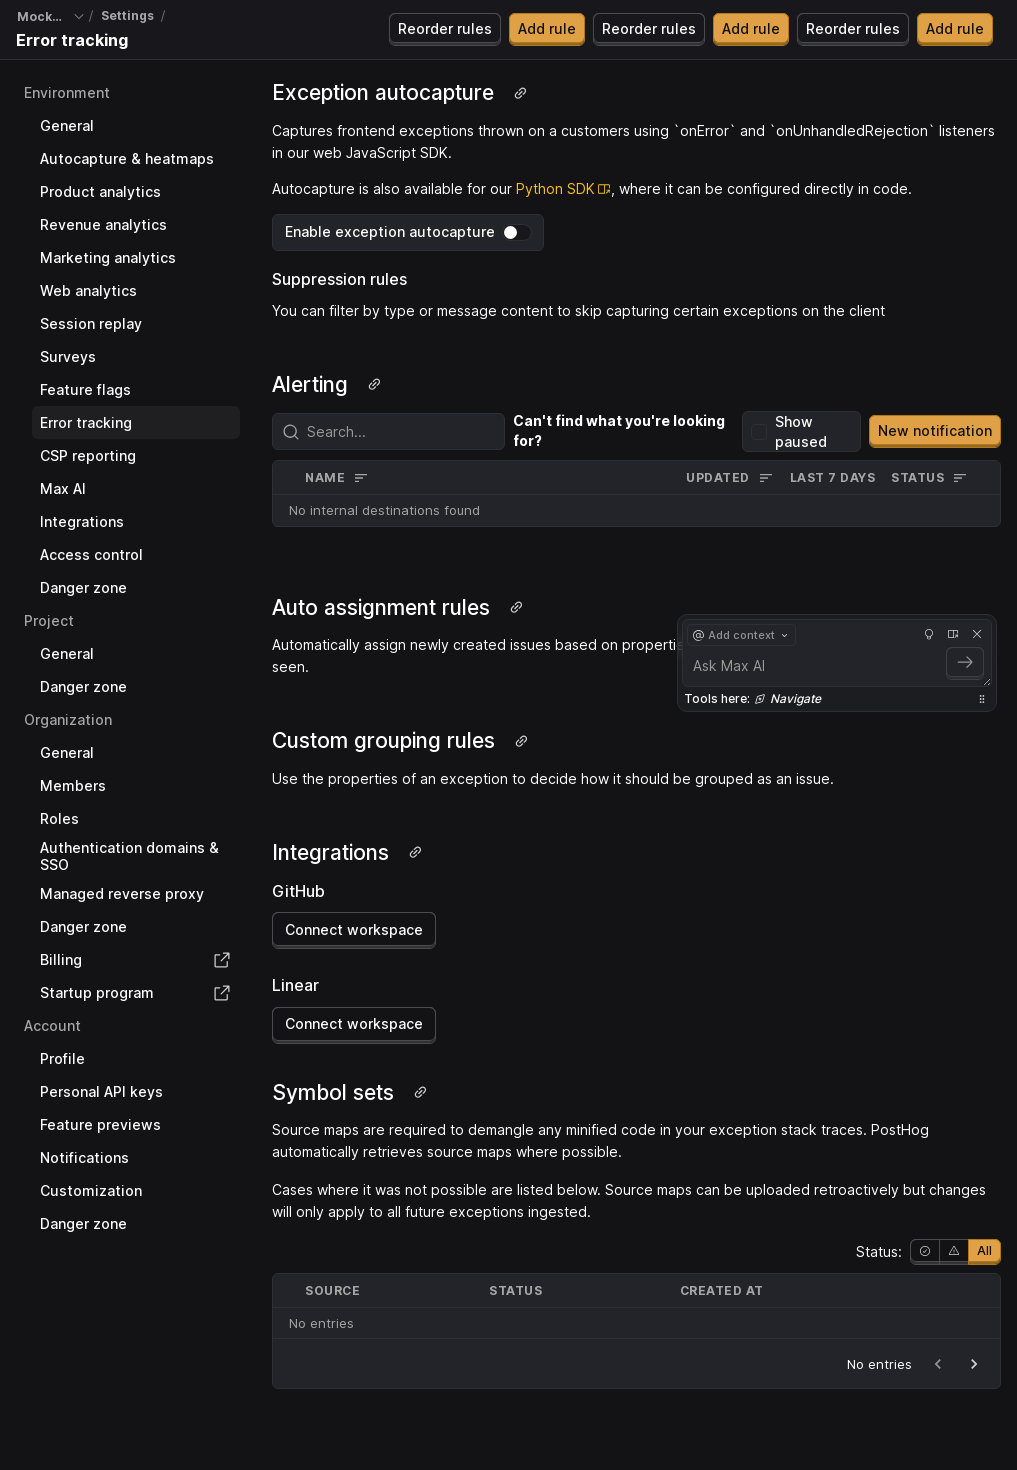 Mock... / Settings /
Error tracking
Reorder rules Add rule Reorder rules Add rule Reorder rules Add rule
Environment
General
Autocapture & heatmaps
Product analytics
Revenue analytics
Marketing analytics
Web analytics
Session replay
Surveys
Feature flags
Error tracking
CSP reporting
Max AI
Integrations
Access control
Danger zone
Project
General
Danger zone
Organization
General
Members
Roles
Authentication domains &
SSO
Managed reverse proxy
Danger zone
Billing
Startup program
Account
Profile
Personal API keys
Feature previews
Notifications
Customization
Danger zone
Exception autocapture
Captures frontend exceptions thrown on a customers using `onError` and `onUnhandledRejection` listeners
in our web JavaScript SDK.
Autocapture is also available for our Python SDK, where it can be configured directly in code.
Enable exception autocapture
Suppression rules
You can filter by type or message content to skip capturing certain exceptions on the client
Alerting
Search...
Can't find what you're looking
for?
Show
paused
New notification
NAME UPDATED LAST 7 DAYS STATUS
No internal destinations found
Auto assignment rules
Automatically assign newly created issues based on propertie
seen.
@ Add context
Ask Max AI
Tools here: Navigate
Custom grouping rules
Use the properties of an exception to decide how it should be grouped as an issue.
Integrations
GitHub
Connect workspace
Linear
Connect workspace
Symbol sets
Source maps are required to demangle any minified code in your exception stack traces. PostHog
automatically retrieves source maps where possible.
Cases where it was not possible are listed below. Source maps can be uploaded retroactively but changes
will only apply to all future exceptions ingested.
Status: All
SOURCE STATUS CREATED AT
No entries
No entries